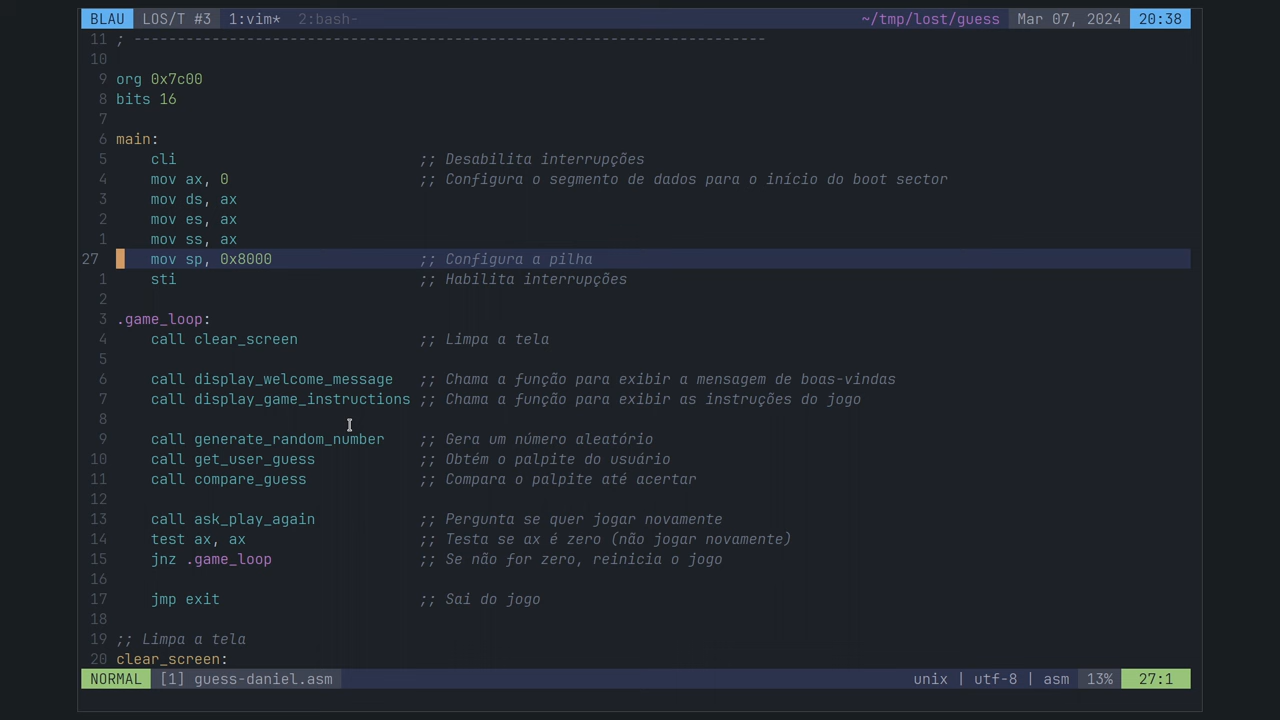 BLAU LOS/T #3 1:vim* 2:bash- ~/tmp/lost/guess Mar 07, 2024 20:38
11 ; -------------------------------------------------------------------------
10
9 org 0x7c00
8 bits 16
7
6 main:
5 cli ;; Desabilita interrupções
4 mov ax, 0 ;; Configura o segmento de dados para o início do boot sector
3 mov ds, ax
2 mov es, ax
1 mov ss, ax
27 mov sp, 0x8000 ;; Configura a pilha
1 sti ;; Habilita interrupções
2
3 .game_loop:
4 call clear_screen ;; Limpa a tela
5
6 call display_welcome_message ;; Chama a função para exibir a mensagem de boas-vindas
7 call display_game_instructions ;; Chama a função para exibir as instruções do jogo
8
9 call generate_random_number ;; Gera um número aleatório
10 call get_user_guess ;; Obtém o palpite do usuário
11 call compare_guess ;; Compara o palpite até acertar
12
13 call ask_play_again ;; Pergunta se quer jogar novamente
14 test ax, ax ;; Testa se ax é zero (não jogar novamente)
15 jnz .game_loop ;; Se não for zero, reinicia o jogo
16
17 jmp exit ;; Sai do jogo
18
19 ;; Limpa a tela
20 clear_screen:
NORMAL [1] guess-daniel.asm unix | utf-8 | asm 13% 27:1